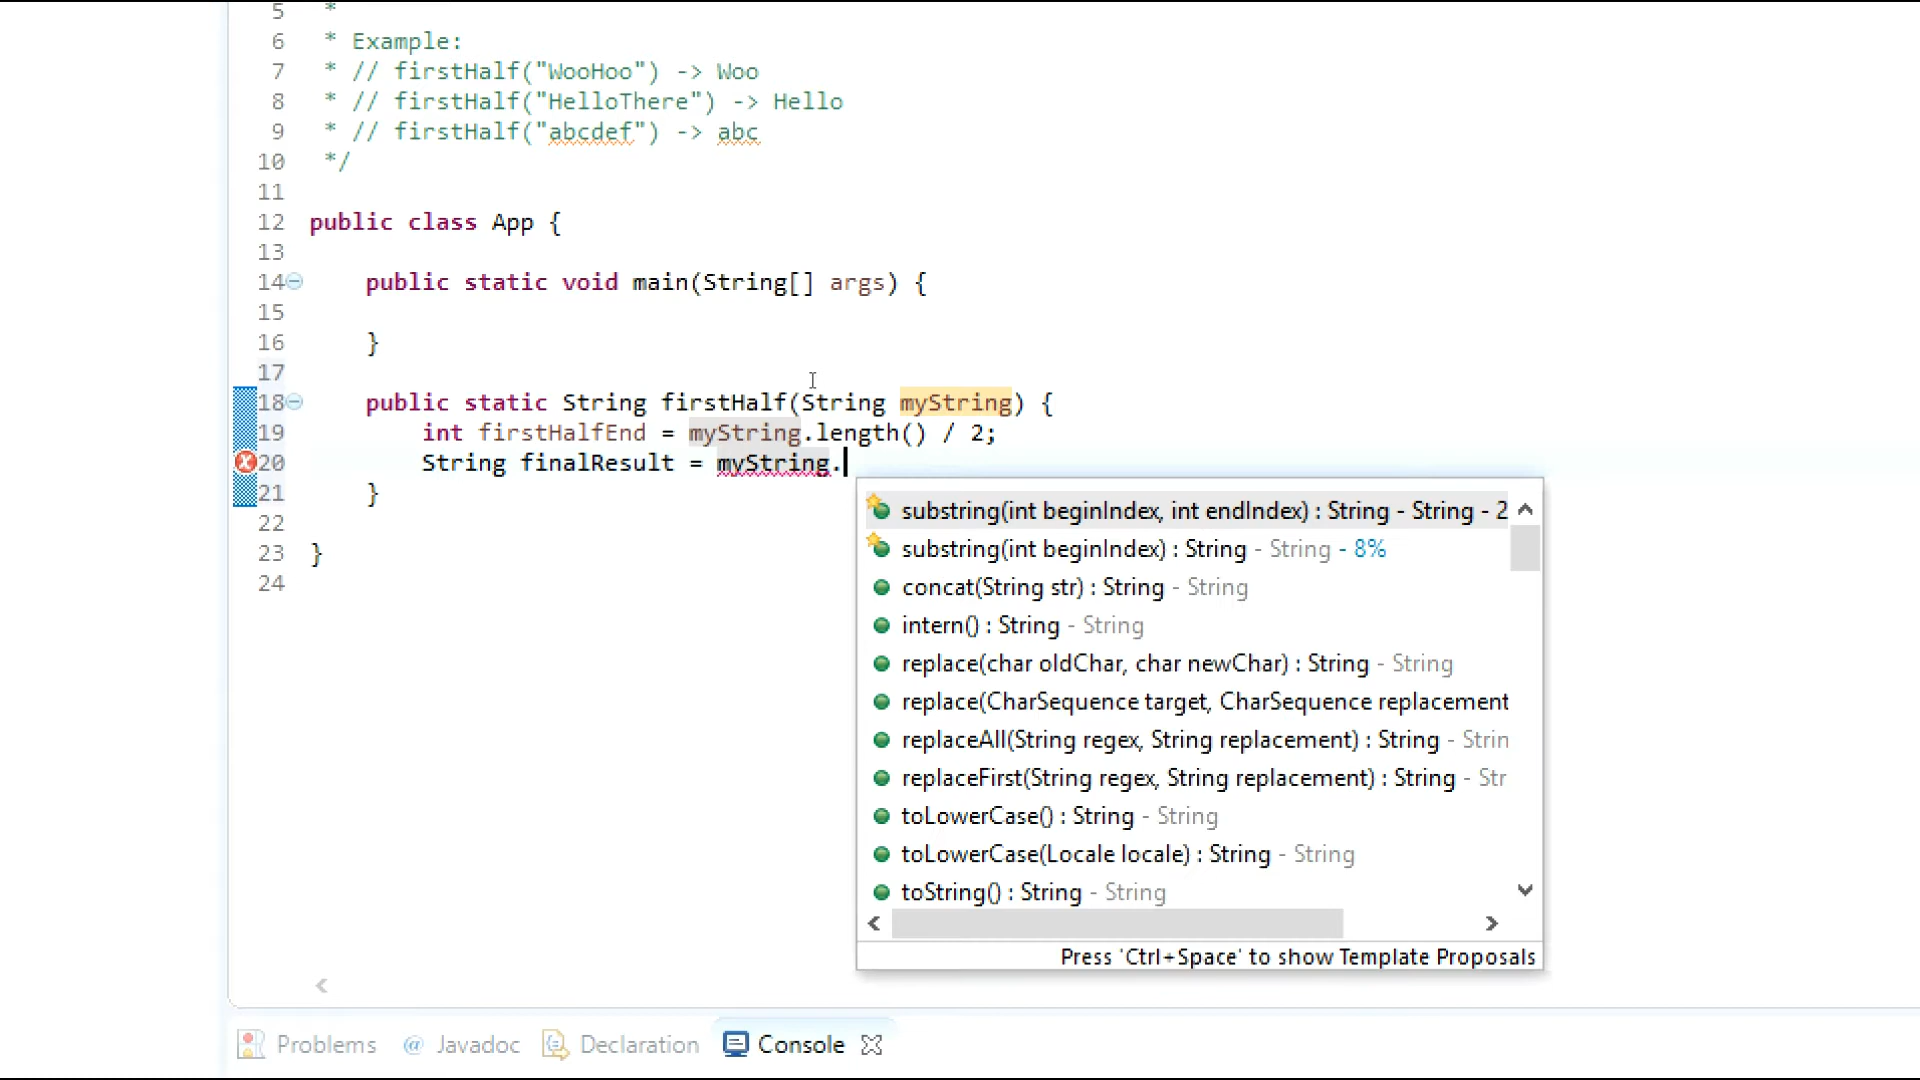 5 *
6 * Example:
7 * // firstHalf("WooHoo") -> Woo
8 * // firstHalf("HelloThere") -> Hello
9 * // firstHalf("abcdef") -> abc
10 */
11
12 public class App {
13
14 public static void main(String[] args) {
15
16 }
17
18 public static String firstHalf(String myString) {
19 int firstHalfEnd = myString.length() / 2;
20 String finalResult = myString.
21 }
22
23 }
24
substring(int beginIndex, int endIndex) : String - String - 2
substring(int beginIndex) : String - String - 8%
concat(String str) : String - String
intern() : String - String
replace(char oldChar, char newChar) : String - String
replace(CharSequence target, CharSequence replacement
replaceAll(String regex, String replacement) : String - Strin
replaceFirst(String regex, String replacement) : String - Str
toLowerCase() : String - String
toLowerCase(Locale locale) : String - String
toString() : String - String
Press 'Ctrl+Space' to show Template Proposals
Problems @ Javadoc Declaration Console